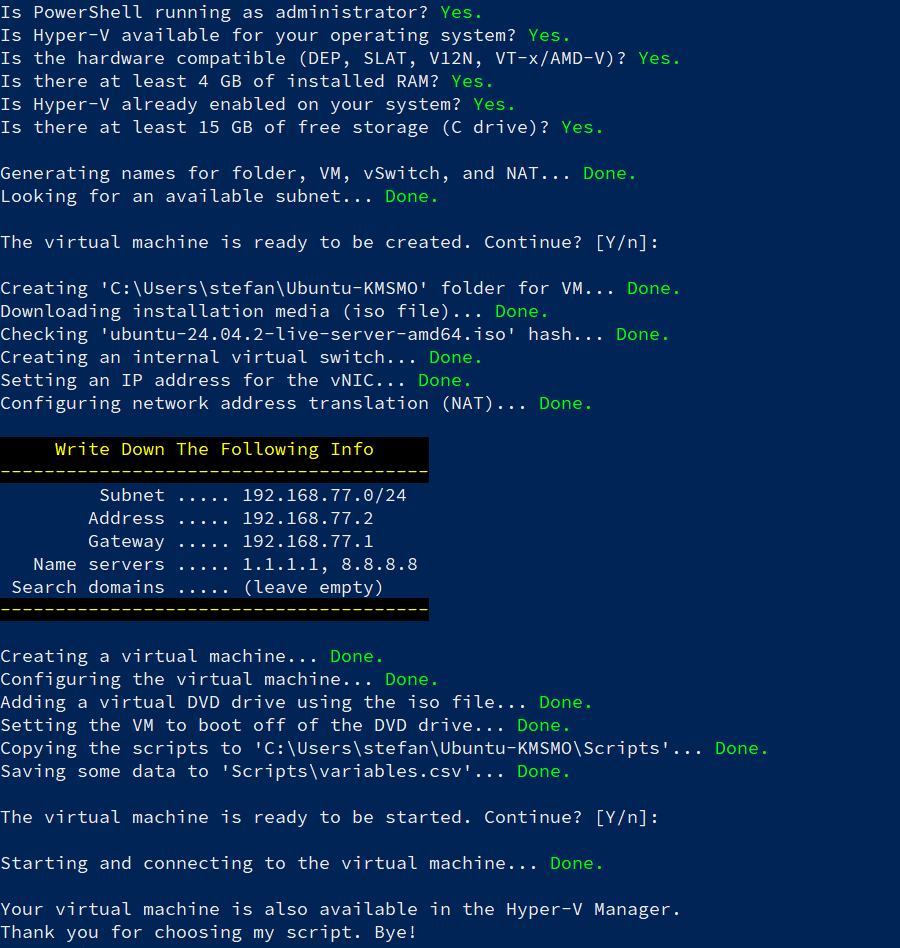 Is PowerShell running as administrator? Yes.
Is Hyper-V available for your operating system? Yes.
Is the hardware compatible (DEP, SLAT, V12N, VT-x/AMD-V)? Yes.
Is there at least 4 GB of installed RAM? Yes.
Is Hyper-V already enabled on your system? Yes.
Is there at least 15 GB of free storage (C drive)? Yes.

Generating names for folder, VM, vSwitch, and NAT... Done.
Looking for an available subnet... Done.

The virtual machine is ready to be created. Continue? [Y/n]:

Creating 'C:\Users\stefan\Ubuntu-KMSMO' folder for VM... Done.
Downloading installation media (iso file)... Done.
Checking 'ubuntu-24.04.2-live-server-amd64.iso' hash... Done.
Creating an internal virtual switch... Done.
Setting an IP address for the vNIC... Done.
Configuring network address translation (NAT)... Done.

     Write Down The Following Info
---------------------------------------
         Subnet ..... 192.168.77.0/24
        Address ..... 192.168.77.2
        Gateway ..... 192.168.77.1
   Name servers ..... 1.1.1.1, 8.8.8.8
 Search domains ..... (leave empty)
---------------------------------------

Creating a virtual machine... Done.
Configuring the virtual machine... Done.
Adding a virtual DVD drive using the iso file... Done.
Setting the VM to boot off of the DVD drive... Done.
Copying the scripts to 'C:\Users\stefan\Ubuntu-KMSMO\Scripts'... Done.
Saving some data to 'Scripts\variables.csv'... Done.

The virtual machine is ready to be started. Continue? [Y/n]:

Starting and connecting to the virtual machine... Done.

Your virtual machine is also available in the Hyper-V Manager.
Thank you for choosing my script. Bye!